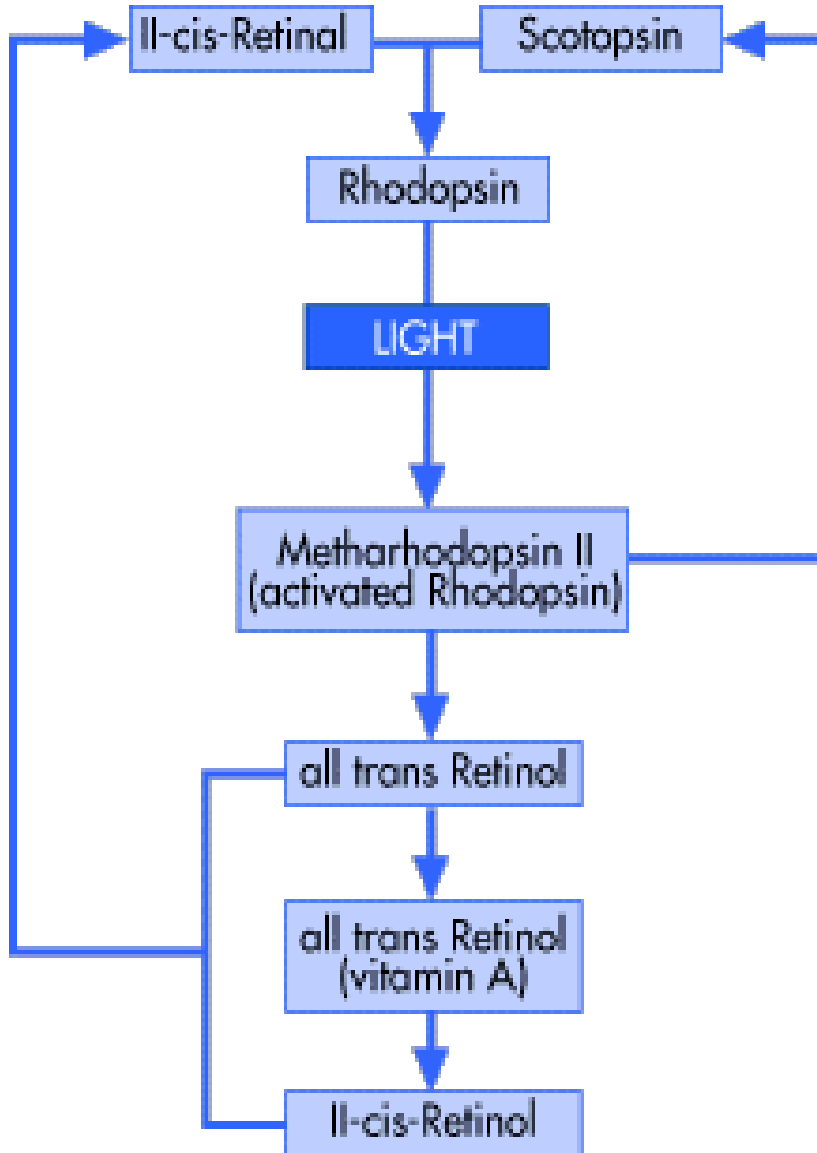 II-cis-Retinal
Scotopsin
Rhodopsin
LIGHT
Metharhodopsin II
(activated Rhodopsin)
all trans Retinol
all trans Retinol
(vitamin A)
II-cis-Retinol